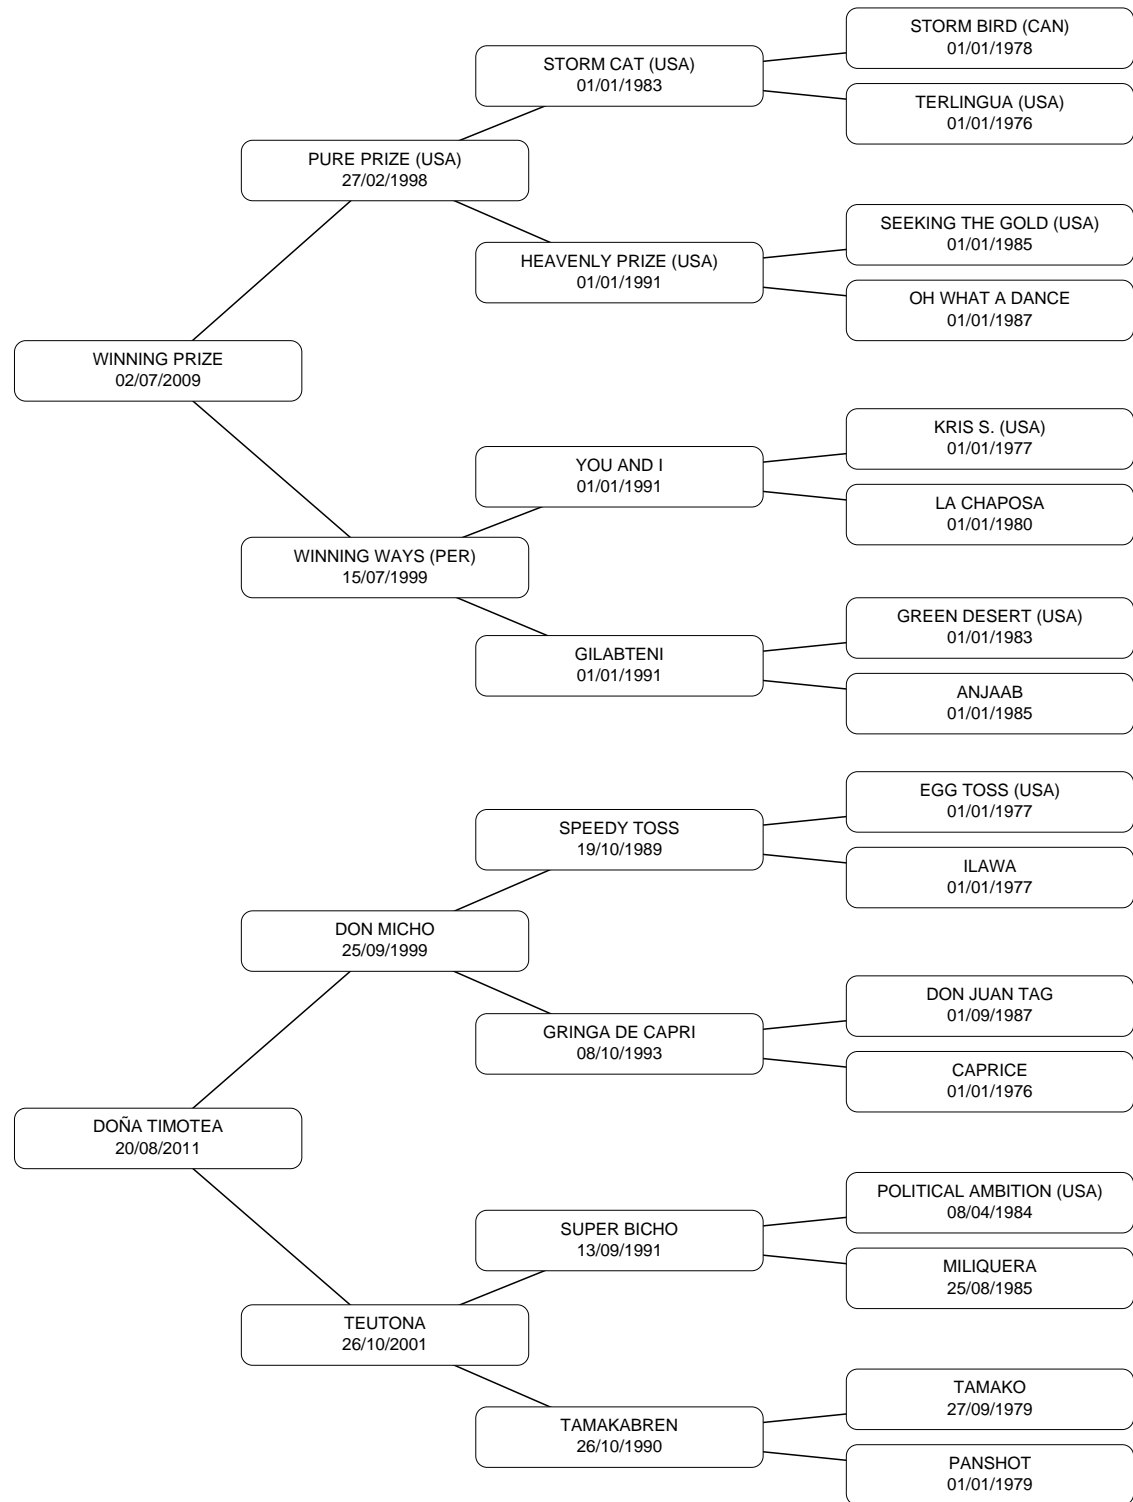 STORM BIRD (CAN)
01/01/1978
STORM CAT (USA)
01/01/1983
TERLINGUA (USA)
01/01/1976
PURE PRIZE (USA)
27/02/1998
SEEKING THE GOLD (USA)
01/01/1985
HEAVENLY PRIZE (USA)
01/01/1991
OH WHAT A DANCE
01/01/1987
WINNING PRIZE
02/07/2009
KRIS S. (USA)
01/01/1977
YOU AND I
01/01/1991
LA CHAPOSA
01/01/1980
WINNING WAYS (PER)
15/07/1999
GREEN DESERT (USA)
01/01/1983
GILABTENI
01/01/1991
ANJAAB
01/01/1985
EGG TOSS (USA)
01/01/1977
SPEEDY TOSS
19/10/1989
ILAWA
01/01/1977
DON MICHO
25/09/1999
DON JUAN TAG
01/09/1987
GRINGA DE CAPRI
08/10/1993
CAPRICE
01/01/1976
DOÑA TIMOTEA
20/08/2011
POLITICAL AMBITION (USA)
08/04/1984
SUPER BICHO
13/09/1991
MILIQUERA
25/08/1985
TEUTONA
26/10/2001
TAMAKO
27/09/1979
TAMAKABREN
26/10/1990
PANSHOT
01/01/1979